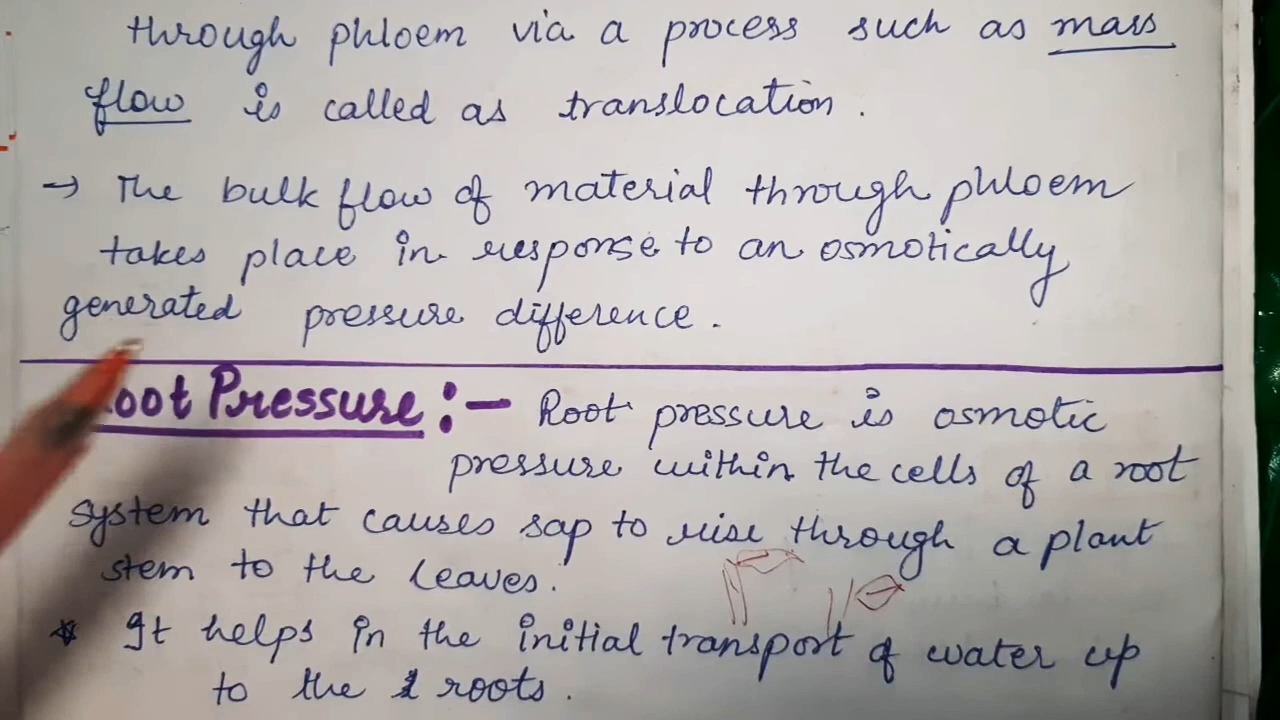 through phloem via a process such as mass
flow is called as translocation.
→ The bulk flow of material through phloem
takes place in response to an osmotically
generated pressure difference.
Root Pressure :- Root pressure is osmotic
pressure within the cells of a root
system that causes sap to rise through a plant
stem to the leaves.
* It helps in the initial transport of water up
to the roots.